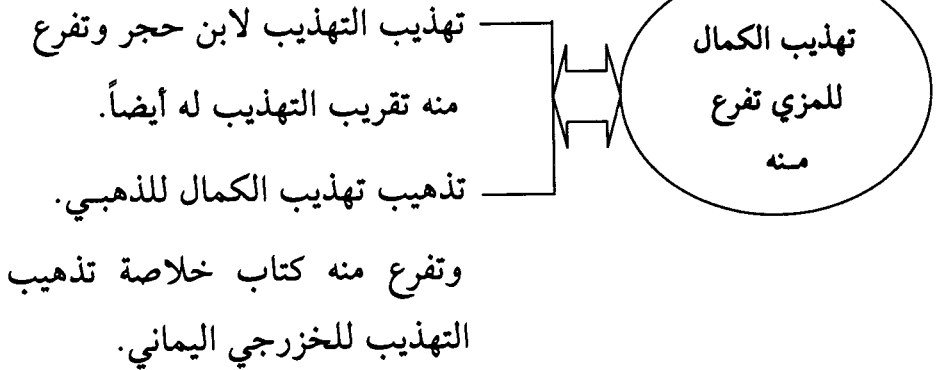 تهذيب الكمال
للمزي تفرع
منه
تهذيب التهذيب لابن حجر وتفرع
منه تقريب التهذيب له أيضاً.
تذهيب تهذيب الكمال للذهبي.
وتفرع منه كتاب خلاصة تذهيب
التهذيب للخزرجي اليماني.